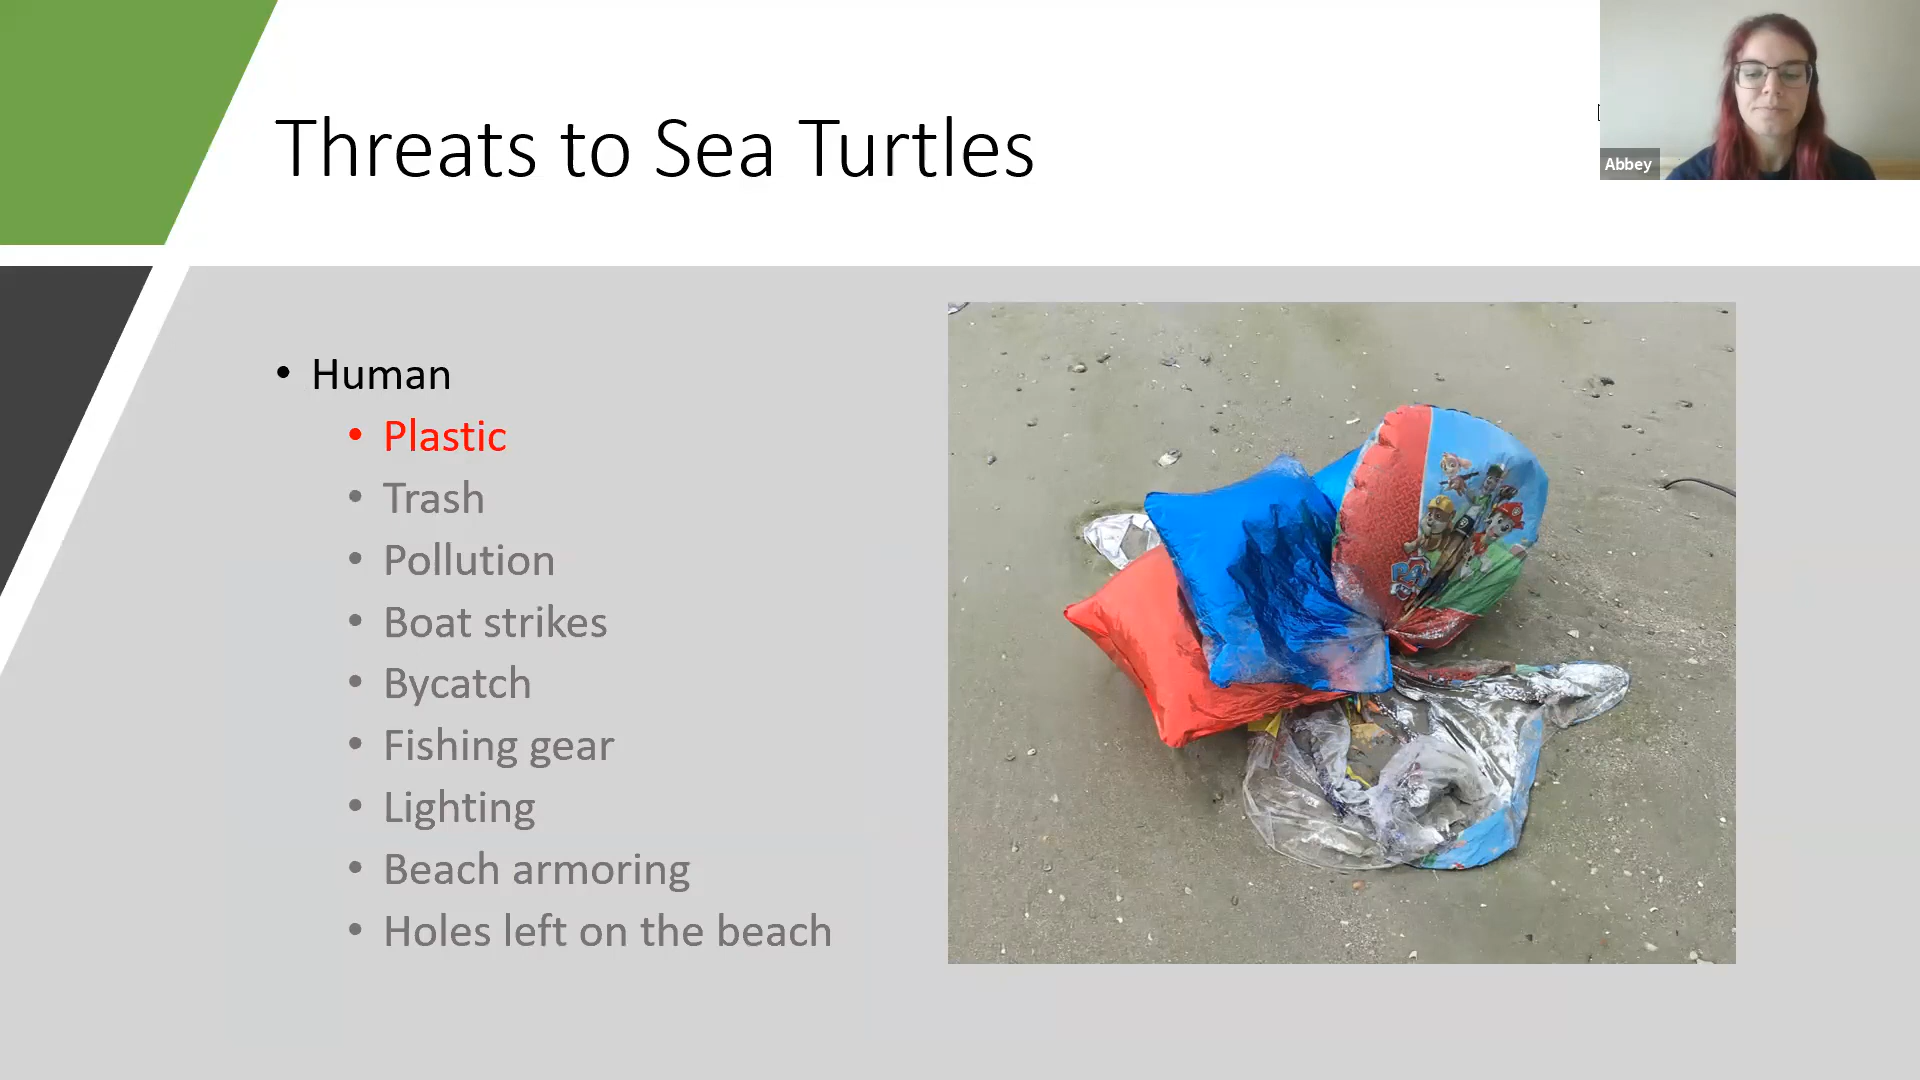 Threats to Sea Turtles
Abbey
• Human
• Plastic
• Trash
• Pollution
• Boat strikes
• Bycatch
• Fishing gear
• Lighting
• Beach armoring
• Holes left on the beach